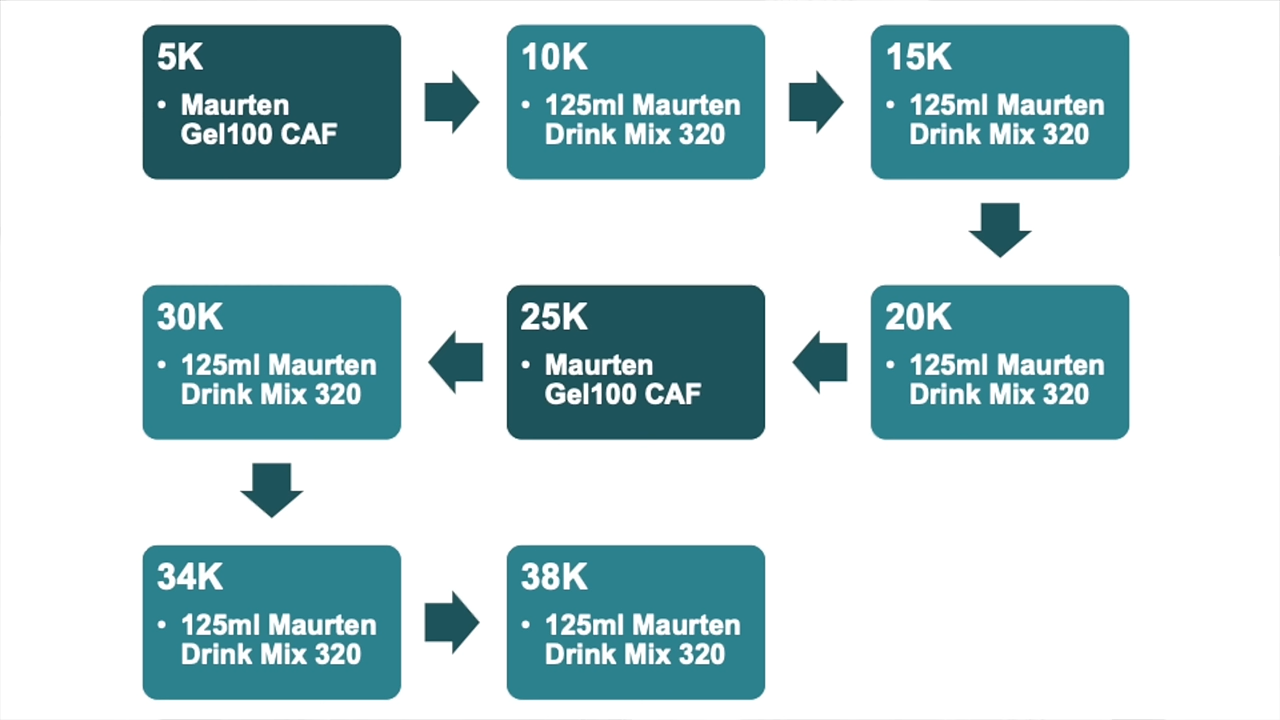 5K
• Maurten
Gel100 CAF
10K
• 125ml Maurten
Drink Mix 320
15K
• 125ml Maurten
Drink Mix 320
20K
• 125ml Maurten
Drink Mix 320
25K
• Maurten
Gel100 CAF
30K
• 125ml Maurten
Drink Mix 320
34K
• 125ml Maurten
Drink Mix 320
38K
• 125ml Maurten
Drink Mix 320